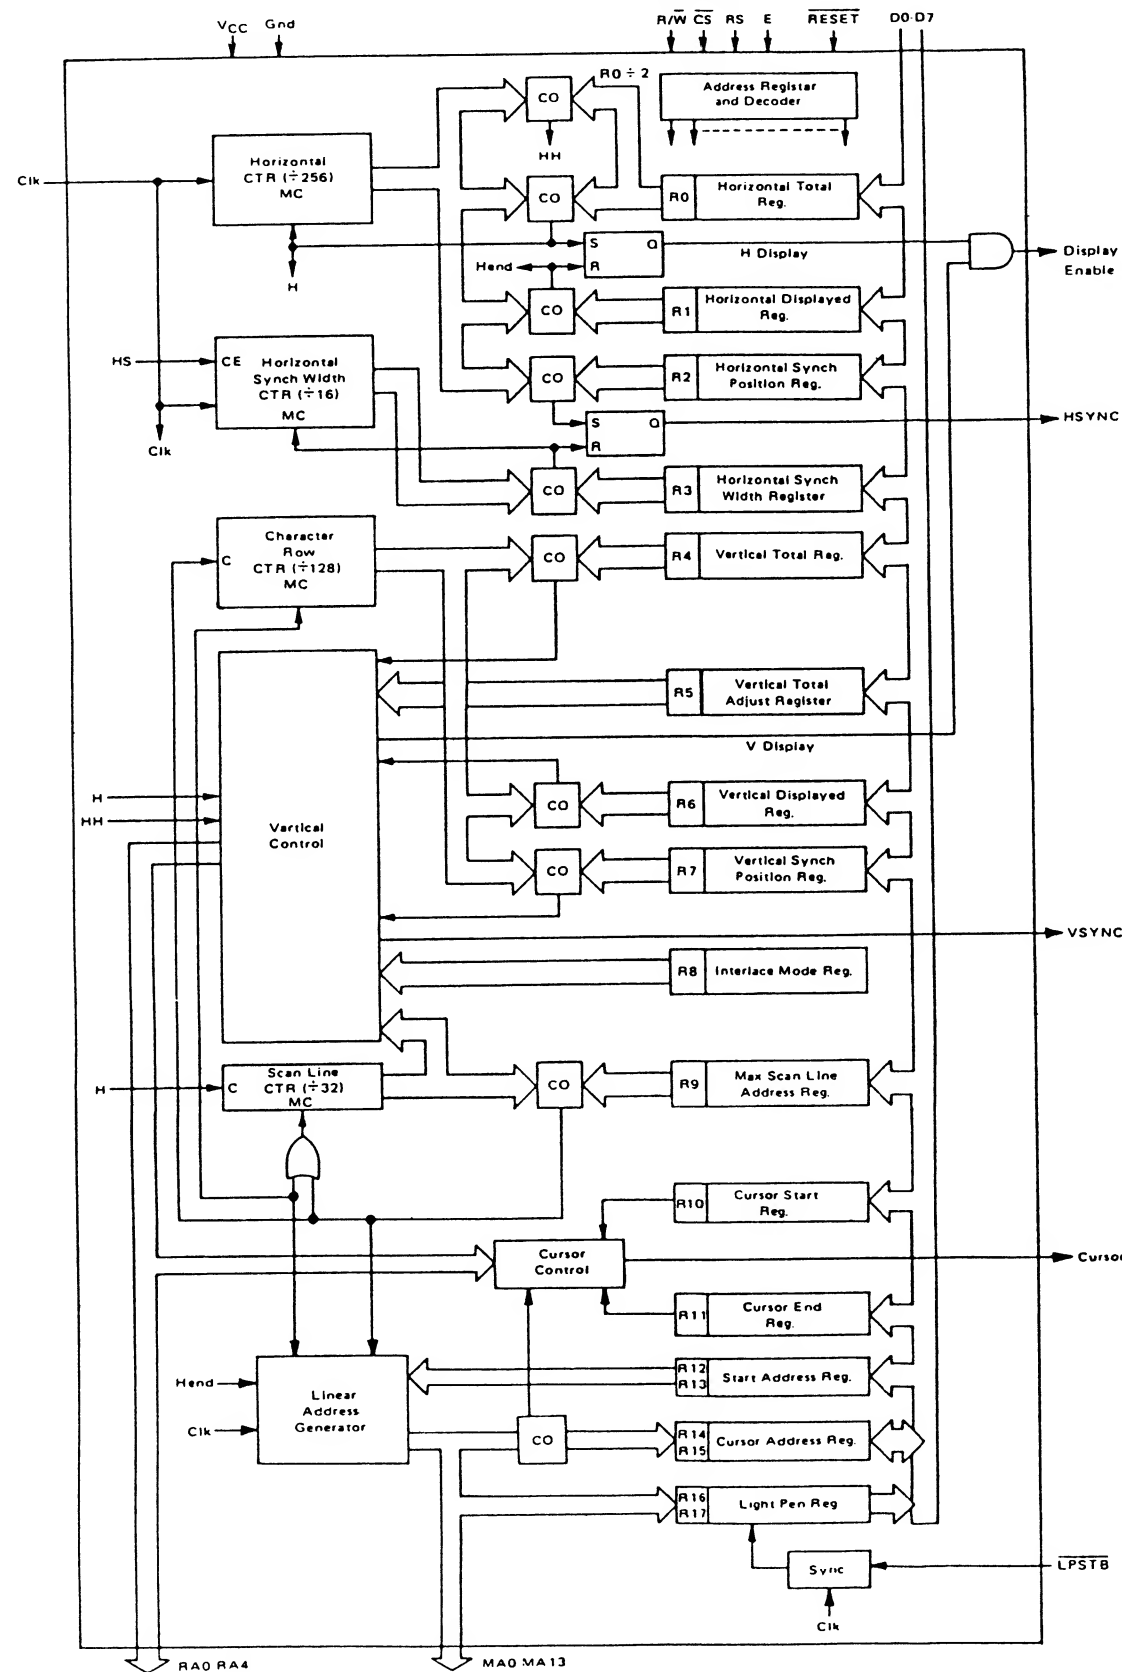 VCC Gnd R/W CS RS E RESET D0-D7
R0÷2
Address Register
and Decoder
CO
HH
Clk
Horizontal
CTR (÷256)
MC
CO
R0 Horizontal Total
Reg.
H
S Q
R
H Display
Hend
Display
Enable
CO
R1 Horizontal Displayed
Reg.
HS
CE Horizontal
Synch Width
CTR (÷16)
MC
Clk
CO
R2 Horizontal Synch
Position Reg.
S Q
R
HSYNC
CO
R3 Horizontal Synch
Width Register
C Character
Row
CTR (÷128)
MC
CO
R4 Vertical Total Reg.
R5 Vertical Total
Adjust Register
V Display
H
HH
Vartical
Control
CO
R6 Vertical Displayed
Reg.
CO
R7 Vertical Synch
Position Reg.
VSYNC
R8 Interlace Mode Reg.
H
C Scan Line
CTR (÷32)
MC
CO
R9 Max Scan Line
Address Reg.
R10 Cursor Start
Reg.
Cursor
Control
Cursor
R11 Cursor End
Reg.
Hend
Clk
Linear
Address
Generator
R12
R13 Start Address Reg.
CO
R14
R15 Cursor Address Reg.
R16
R17 Light Pen Reg
Sync
LPSTB
Clk
RA0 RA4
MA0 MA13